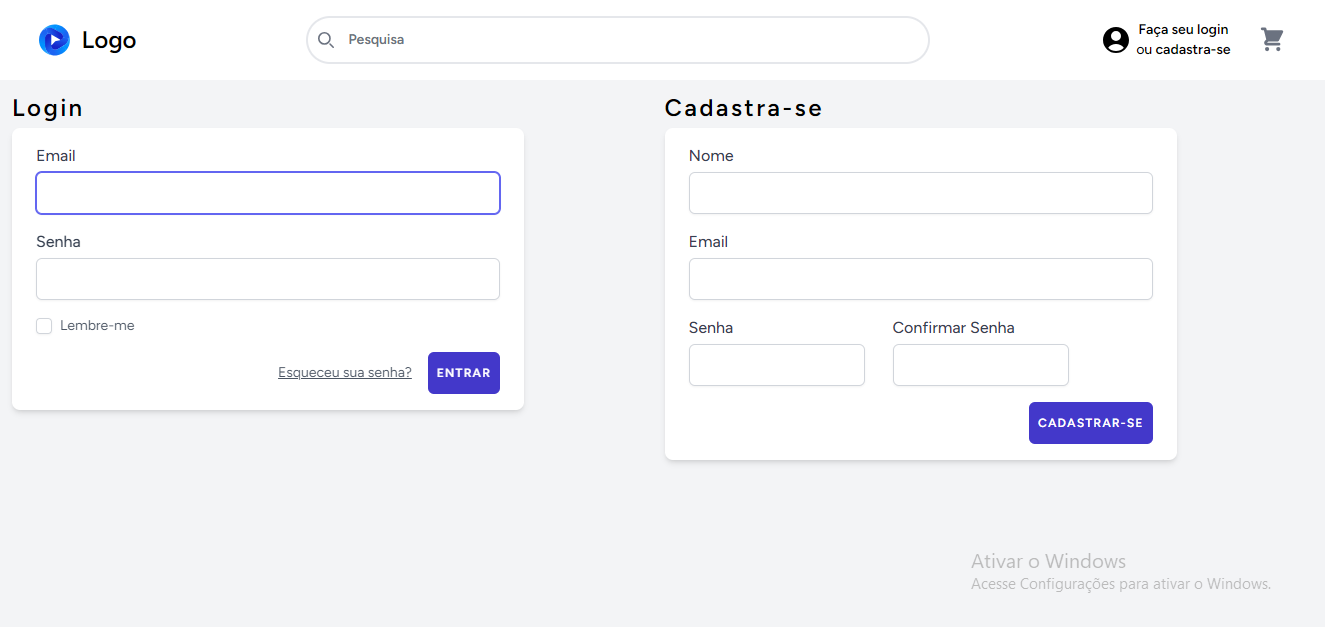 Logo
Pesquisa
Faça seu login
ou cadastra-se
Login
Email
Senha
Lembre-me
Esqueceu sua senha?
ENTRAR
Cadastra-se
Nome
Email
Senha
Confirmar Senha
CADASTRAR-SE
Ativar o Windows
Acesse Configurações para ativar o Windows.